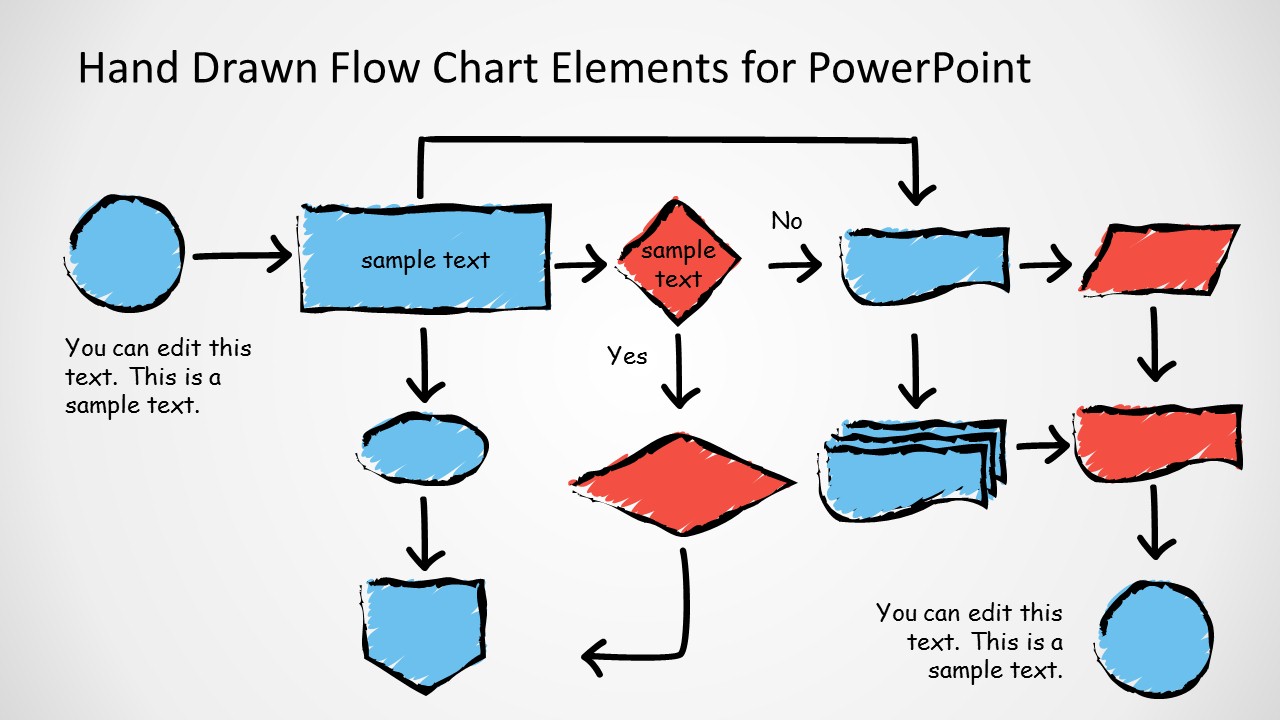 Hand Drawn Flow Chart Elements for PowerPoint
No
sample text
sample
text
Yes
You can edit this
text. This is a
sample text.
You can edit this
text. This is a
sample text.